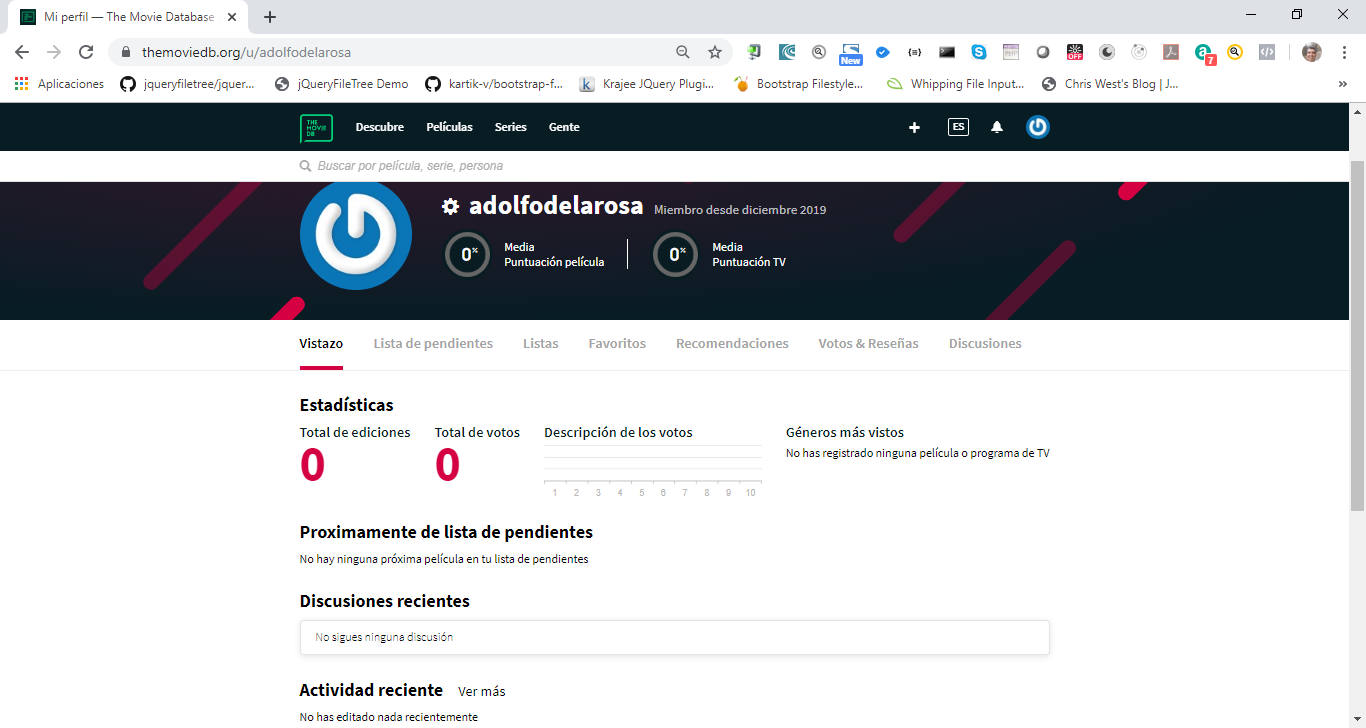 Mi perfil — The Movie Database
themoviedb.org/u/adolfodelarosa
New
{=}
OFF
7
Aplicaciones
jqueryfiletree/jquer...
jQueryFileTree Demo
kartik-v/bootstrap-f...
Krajee JQuery Plugi...
Bootstrap Filestyle...
Whipping File Input...
Chris West's Blog | J...
»
THE
MOVIE
DB
Descubre
Películas
Series
Gente
ES
Buscar por película, serie, persona
adolfodelarosa Miembro desde diciembre 2019
0%
Media
Puntuación película
0%
Media
Puntuación TV
Vistazo
Lista de pendientes
Listas
Favoritos
Recomendaciones
Votos & Reseñas
Discusiones
Estadísticas
Total de ediciones
0
Total de votos
0
Descripción de los votos
1 2 3 4 5 6 7 8 9 10
Géneros más vistos
No has registrado ninguna película o programa de TV
Proximamente de lista de pendientes
No hay ninguna próxima película en tu lista de pendientes
Discusiones recientes
No sigues ninguna discusión
Actividad reciente Ver más
No has editado nada recientemente